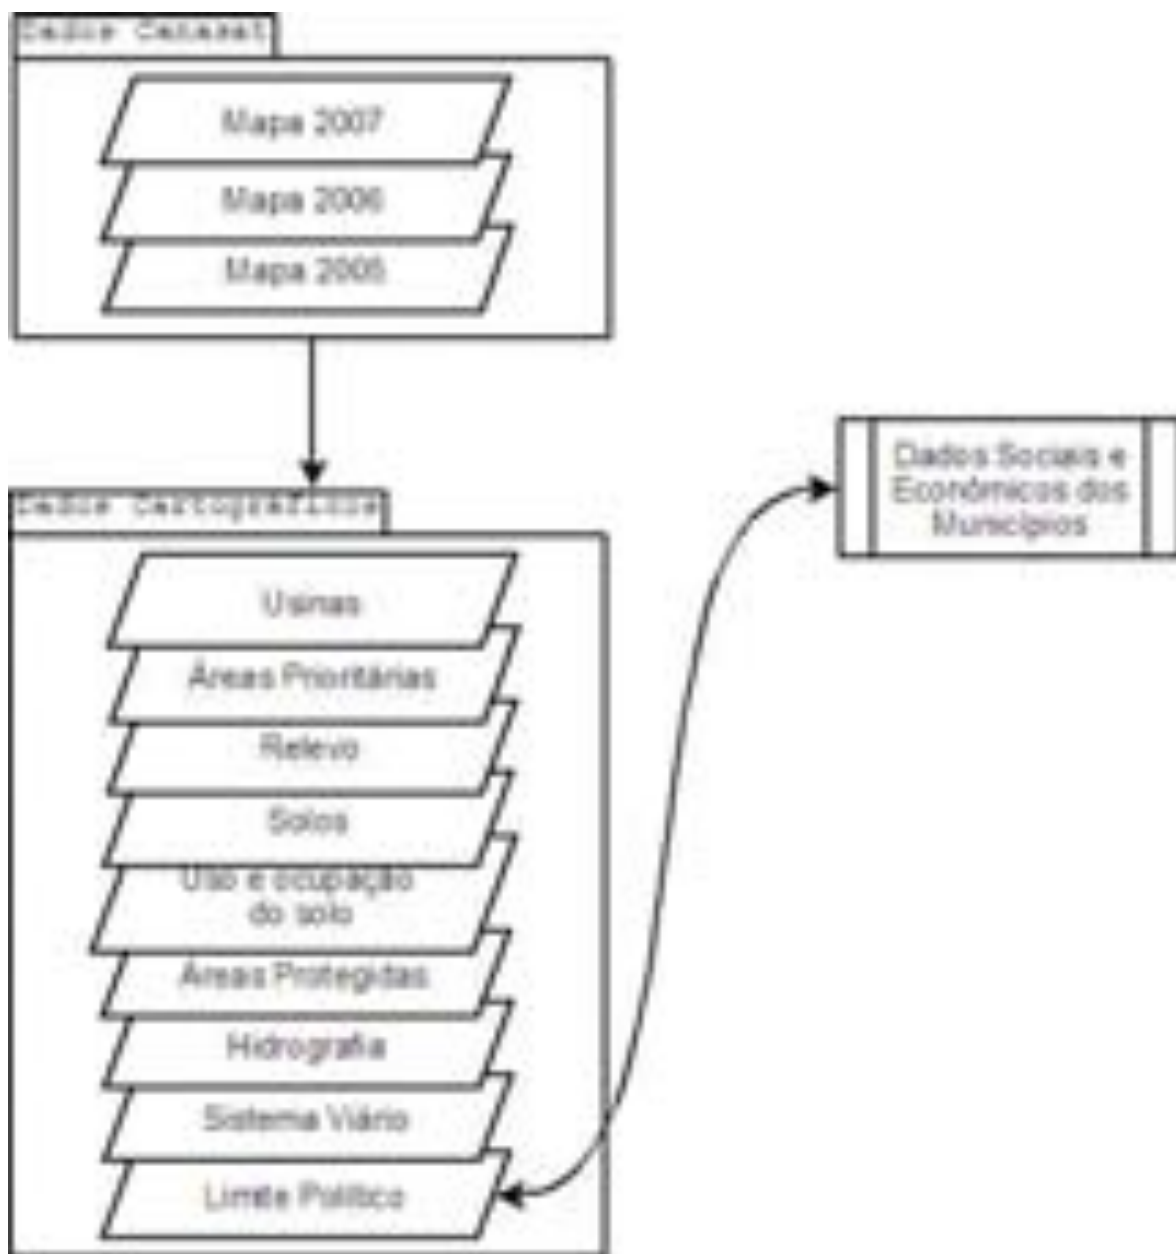 Dados Canasat
Mapa 2007
Mapa 2006
Mapa 2005
Dados Cartograficos
Usinas
Áreas Prioritárias
Relevo
Solos
Uso e ocupação
do solo
Áreas Protegidas
Hidrografia
Sistema Viário
Limite Político
Dados Sociais e
Econômicos dos
Municípios